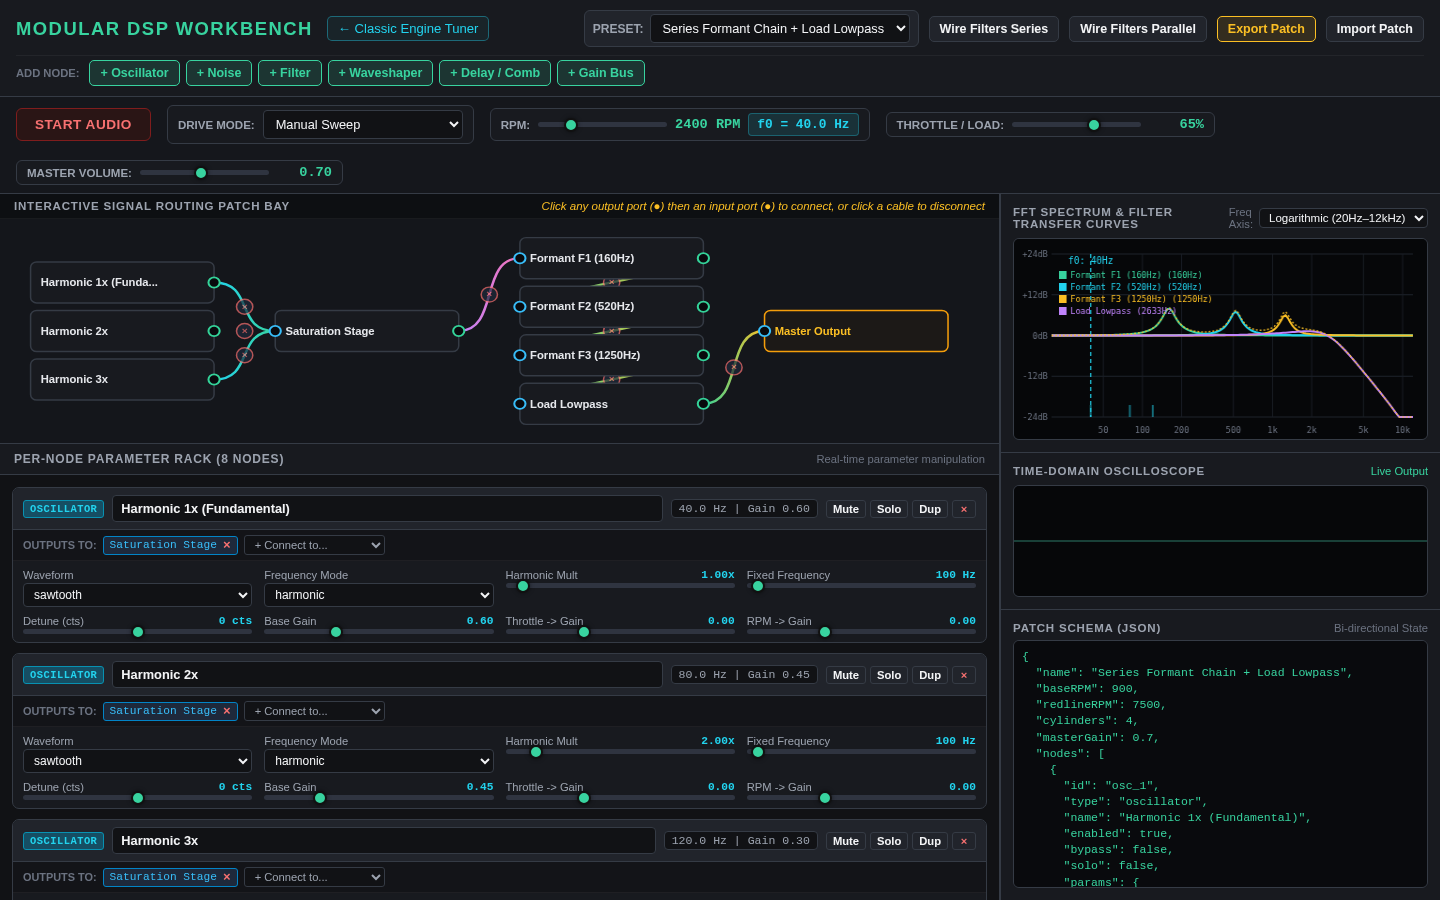 MODULAR DSP WORKBENCH
← Classic Engine Tuner
PRESET: Series Formant Chain + Load Lowpass
Wire Filters Series
Wire Filters Parallel
Export Patch
Import Patch
ADD NODE: + Oscillator + Noise + Filter + Waveshaper + Delay / Comb + Gain Bus
START AUDIO
DRIVE MODE: Manual Sweep
RPM: 2400 RPM f0 = 40.0 Hz
THROTTLE / LOAD: 65%
MASTER VOLUME: 0.70
INTERACTIVE SIGNAL ROUTING PATCH BAY
Click any output port (●) then an input port (●) to connect, or click a cable to disconnect
Harmonic 1x (Funda...
Harmonic 2x
Harmonic 3x
Saturation Stage
Formant F1 (160Hz)
Formant F2 (520Hz)
Formant F3 (1250Hz)
Load Lowpass
Master Output
PER-NODE PARAMETER RACK (8 NODES)
Real-time parameter manipulation
OSCILLATOR Harmonic 1x (Fundamental) 40.0 Hz | Gain 0.60 Mute Solo Dup ×
OUTPUTS TO: Saturation Stage × + Connect to...
Waveform Frequency Mode Harmonic Mult 1.00x Fixed Frequency 100 Hz
sawtooth harmonic
Detune (cts) 0 cts Base Gain 0.60 Throttle -> Gain 0.00 RPM -> Gain 0.00
OSCILLATOR Harmonic 2x 80.0 Hz | Gain 0.45 Mute Solo Dup ×
OUTPUTS TO: Saturation Stage × + Connect to...
Waveform Frequency Mode Harmonic Mult 2.00x Fixed Frequency 100 Hz
sawtooth harmonic
Detune (cts) 0 cts Base Gain 0.45 Throttle -> Gain 0.00 RPM -> Gain 0.00
OSCILLATOR Harmonic 3x 120.0 Hz | Gain 0.30 Mute Solo Dup ×
OUTPUTS TO: Saturation Stage × + Connect to...
FFT SPECTRUM & FILTER
TRANSFER CURVES
Freq
Axis:
Logarithmic (20Hz–12kHz)
+24dB
+12dB
0dB
-12dB
-24dB
f0: 40Hz
Formant F1 (160Hz) (160Hz)
Formant F2 (520Hz) (520Hz)
Formant F3 (1250Hz) (1250Hz)
Load Lowpass (2633Hz)
50 100 200 500 1k 2k 5k 10k
TIME-DOMAIN OSCILLOSCOPE
Live Output
PATCH SCHEMA (JSON)
Bi-directional State
{
"name": "Series Formant Chain + Load Lowpass",
"baseRPM": 900,
"redlineRPM": 7500,
"cylinders": 4,
"masterGain": 0.7,
"nodes": [
{
"id": "osc_1",
"type": "oscillator",
"name": "Harmonic 1x (Fundamental)",
"enabled": true,
"bypass": false,
"solo": false,
"params": {